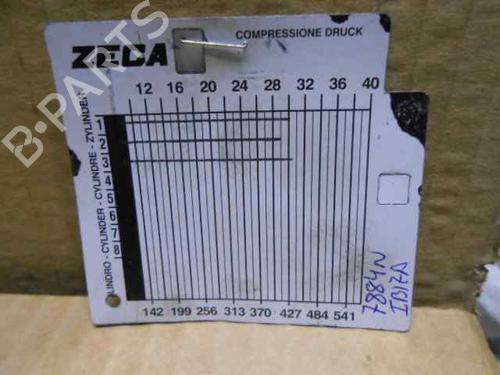 B-PARTS
ZECA
COMPRESSIONE DRUCK
12 16 20 24 28 32 36 40
CILINDRO - CYLINDER - CYLINDRE - ZYLINDER
1
2
3
4
5
6
7
8
142 199 256 313 370 427 484 541
7884N
IBIZA